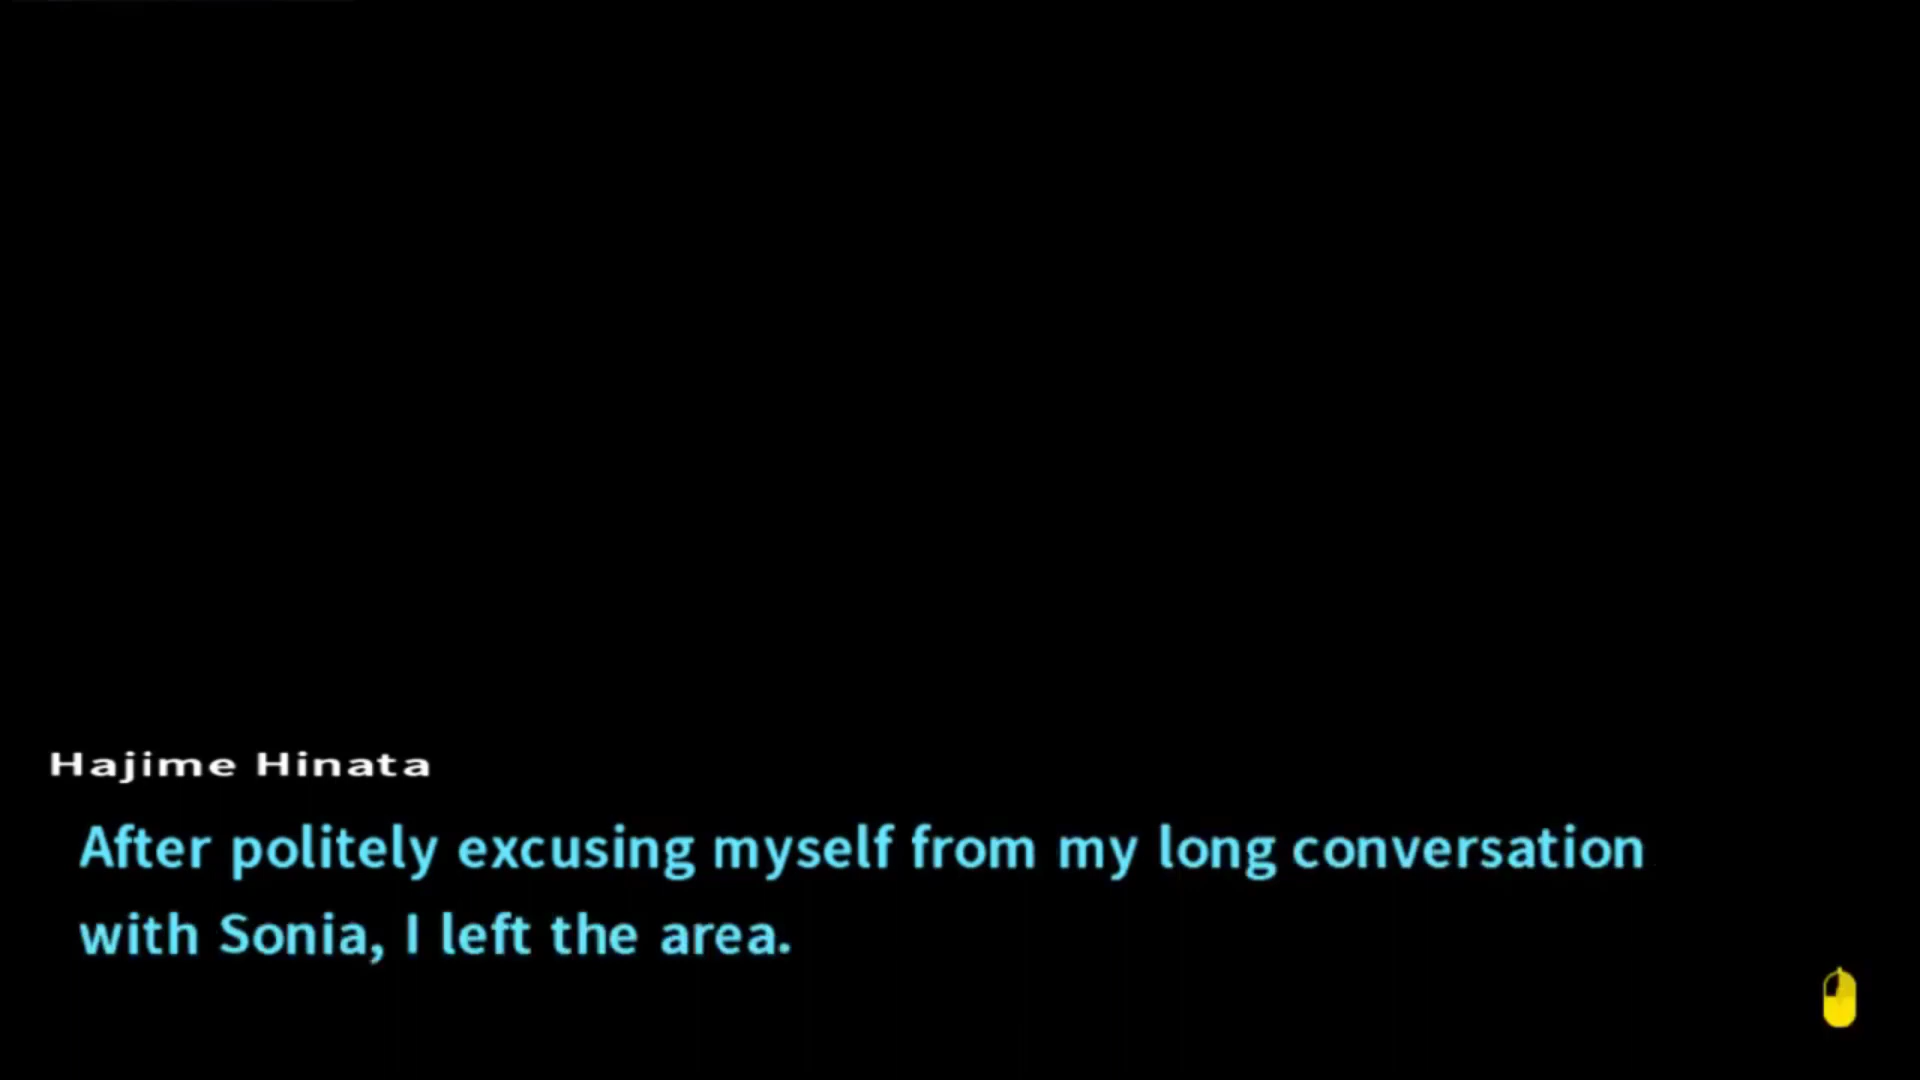 Hajime Hinata
After politely excusing myself from my long conversation
with Sonia, I left the area.